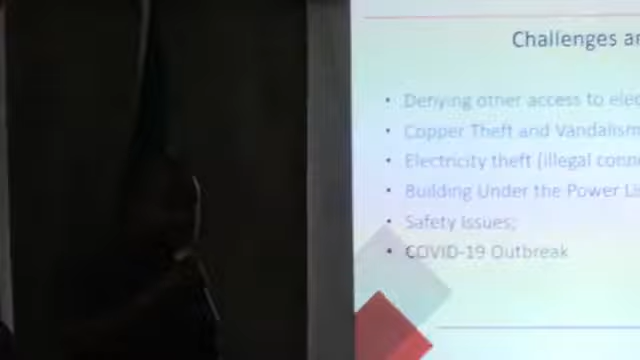 Challenges a
• Denying other access to elec
• Copper Theft and Vandalism
• Electricity theft (illegal conn
• Building Under the Power Li
• Safety Issues;
• COVID-19 Outbreak